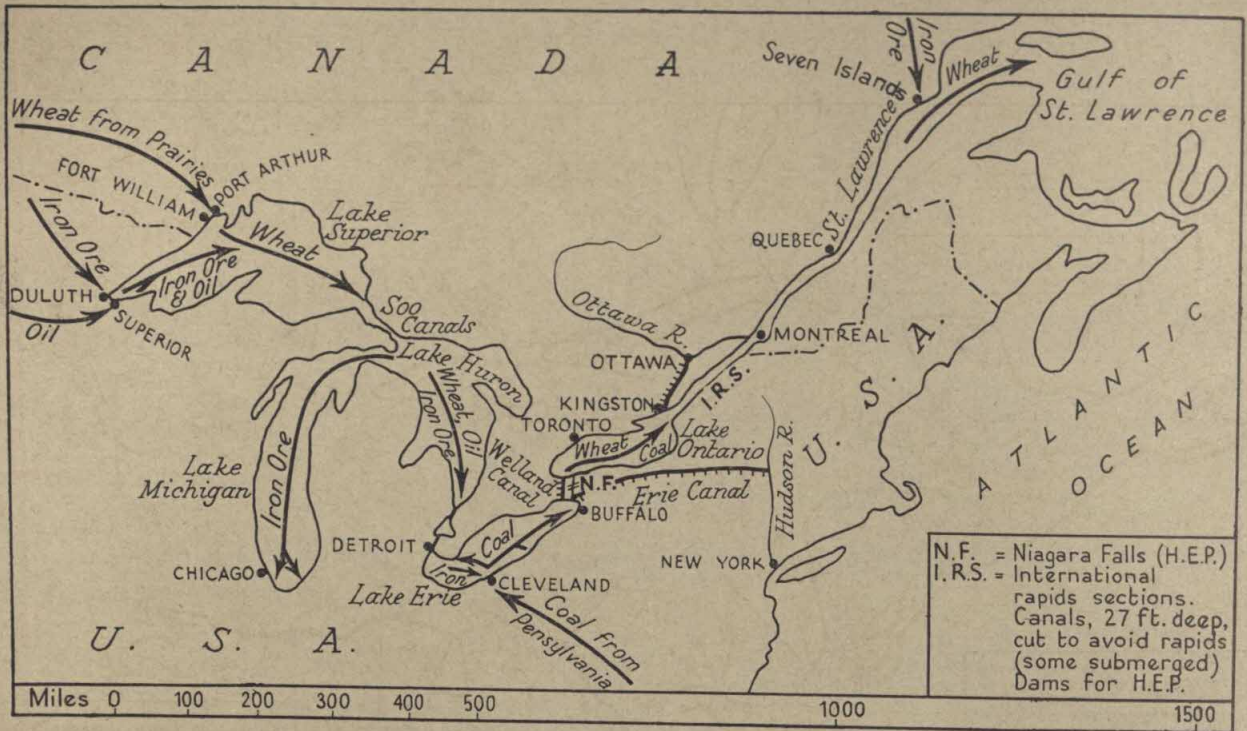 CANADA
Wheat from Prairies
FORT WILLIAM
PORT ARTHUR
Iron Ore
Lake
Superior
Wheat
Iron Ore
& Oil
DULUTH
SUPERIOR
Oil
Soo
Canals
Lake Huron
Wheat, Oil
Iron Ore
Iron Ore
Lake
Michigan
CHICAGO
DETROIT
Lake Erie
Coal
Iron
CLEVELAND
Coal from
Pensylvania
U. S. A.
Iron
Ore
Seven Islands
Wheat
Gulf of
St. Lawrence
St. Lawrence R
QUEBEC
Ottawa R.
OTTAWA
MONTREAL
I.R.S.
KINGSTON
TORONTO
Wheat
Coal
Lake
Ontario
Welland
Canal
N.F.
Erie Canal
BUFFALO
Hudson R.
NEW YORK
U. S. A.
ATLANTIC
OCEAN
N.F. = Niagara Falls (H.E.P.)
I.R.S. = International
rapids sections.
Canals, 27 ft. deep,
cut to avoid rapids
(some submerged)
Dams for H.E.P.
Miles 0 100 200 300 400 500 1000 1500